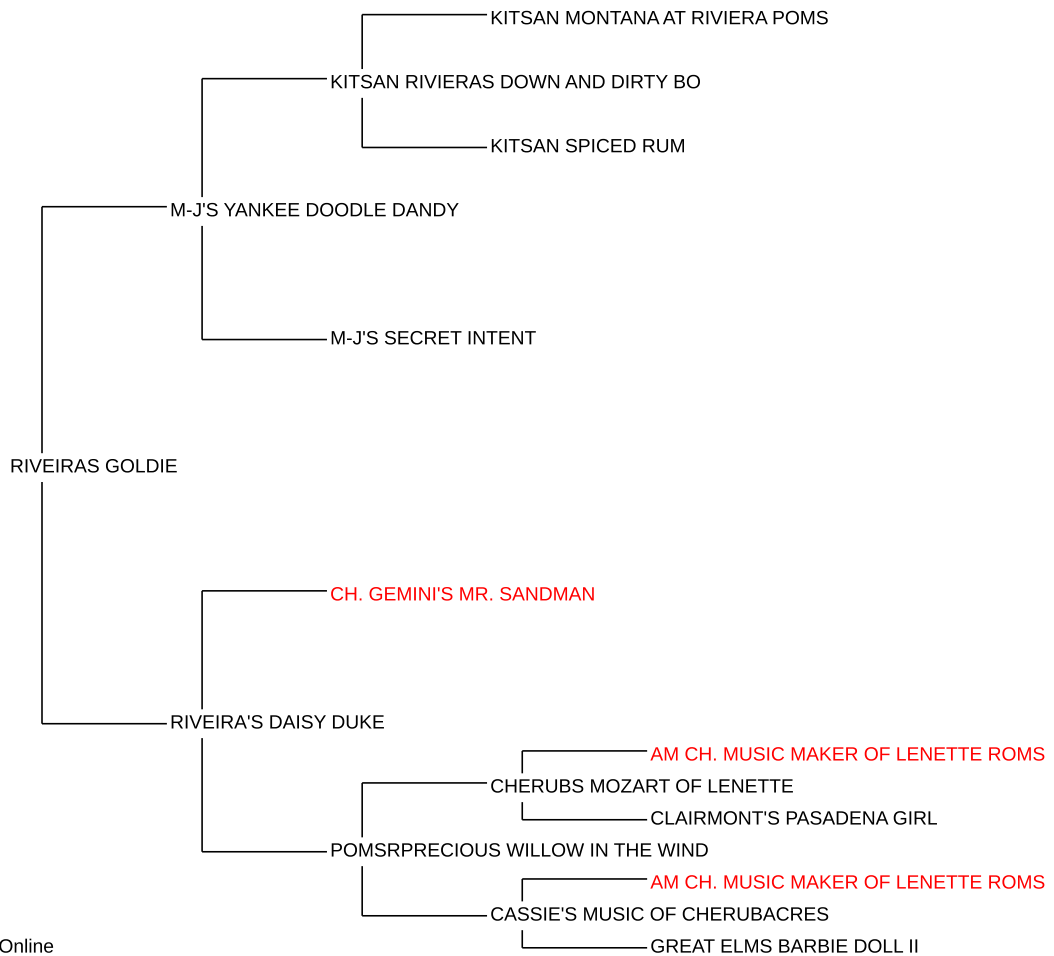 KITSAN MONTANA AT RIVIERA POMS
KITSAN RIVIERAS DOWN AND DIRTY BO
KITSAN SPICED RUM
M-J'S YANKEE DOODLE DANDY
M-J'S SECRET INTENT
RIVEIRAS GOLDIE
CH. GEMINI'S MR. SANDMAN
RIVEIRA'S DAISY DUKE
AM CH. MUSIC MAKER OF LENETTE ROMS
CHERUBS MOZART OF LENETTE
CLAIRMONT'S PASADENA GIRL
POMSRPRECIOUS WILLOW IN THE WIND
AM CH. MUSIC MAKER OF LENETTE ROMS
CASSIE'S MUSIC OF CHERUBACRES
GREAT ELMS BARBIE DOLL II
Online